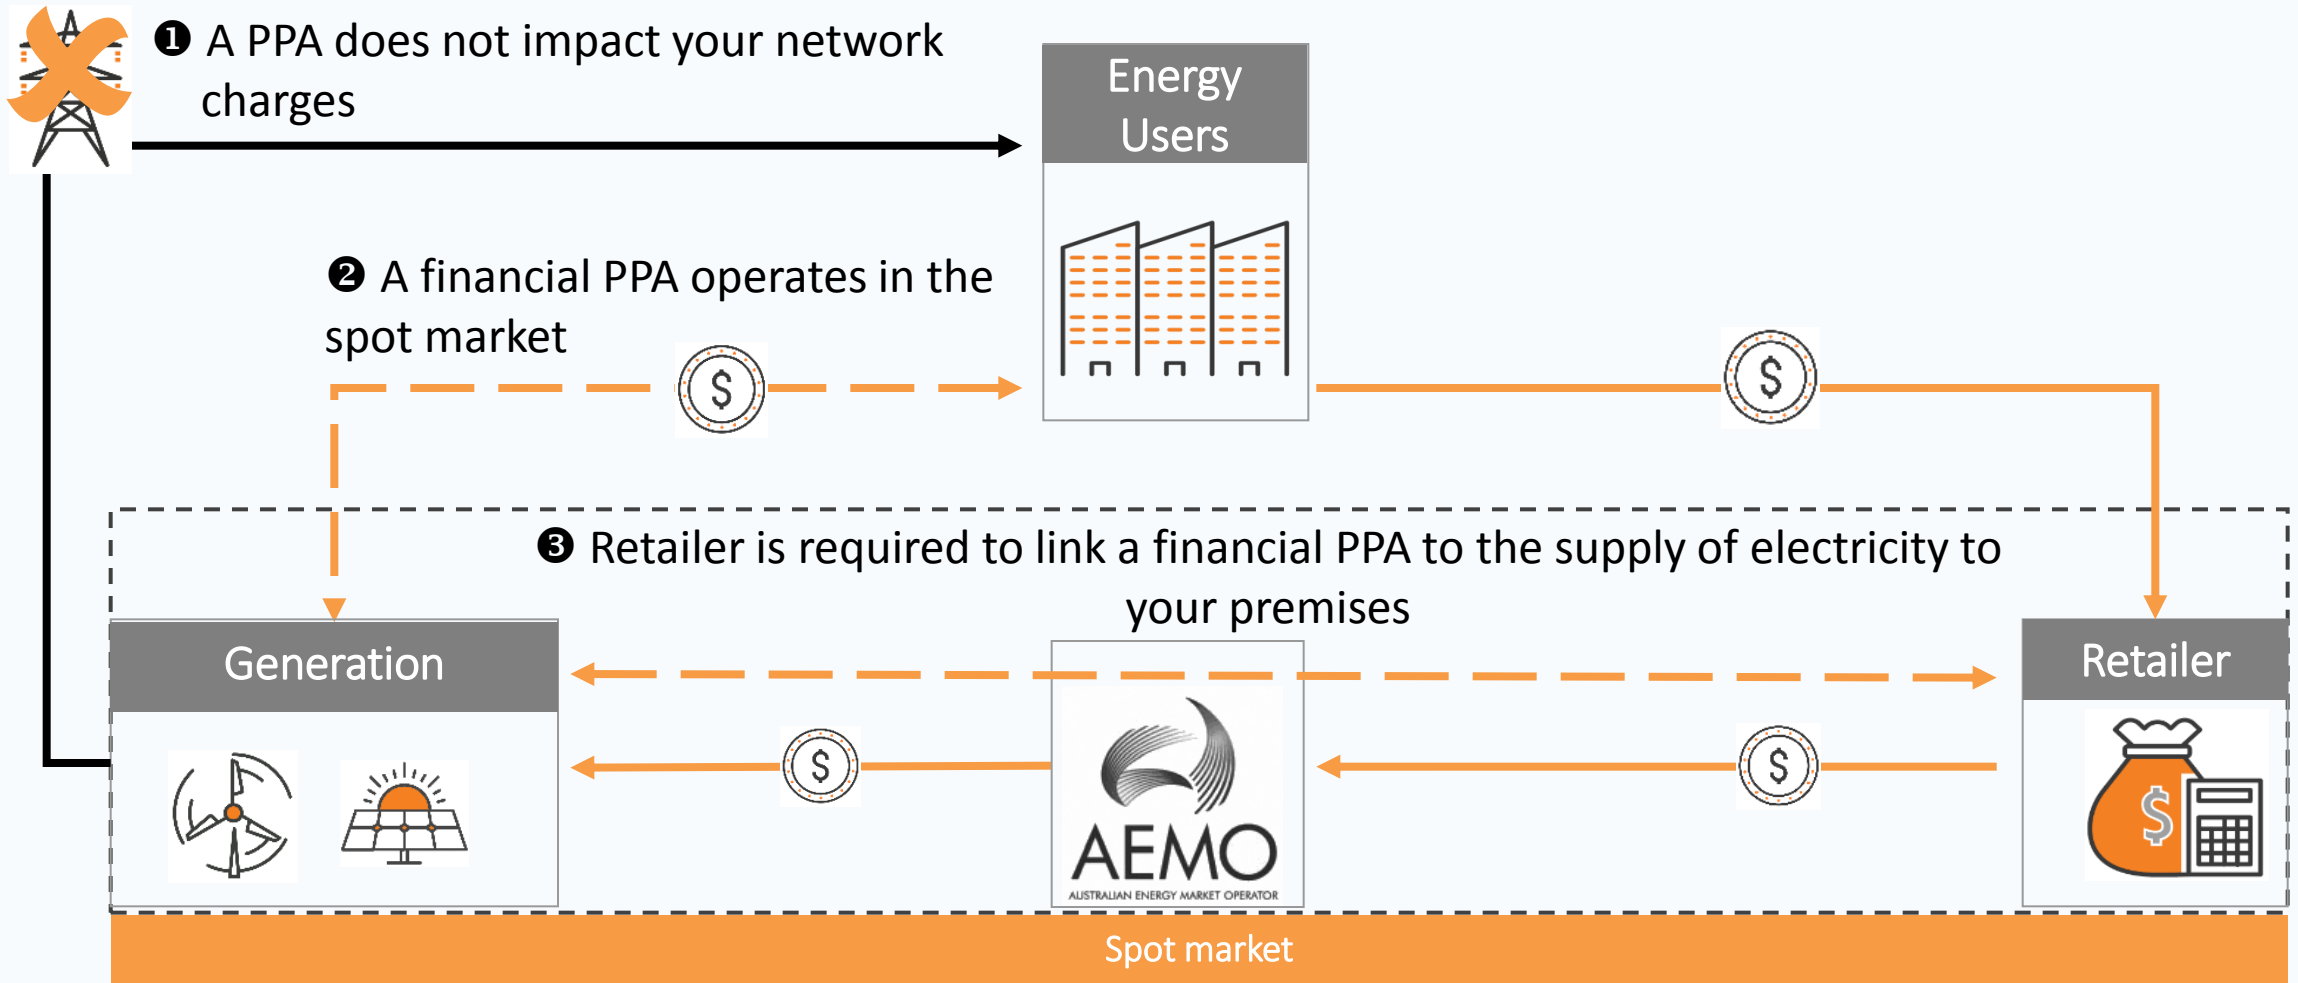 ❶ A PPA does not impact your network
charges
Energy
Users
❷ A financial PPA operates in the
spot market
$
$
❸ Retailer is required to link a financial PPA to the supply of electricity to
your premises
Generation
Retailer
$
$
$
AEMO
AUSTRALIAN ENERGY MARKET OPERATOR
Spot market